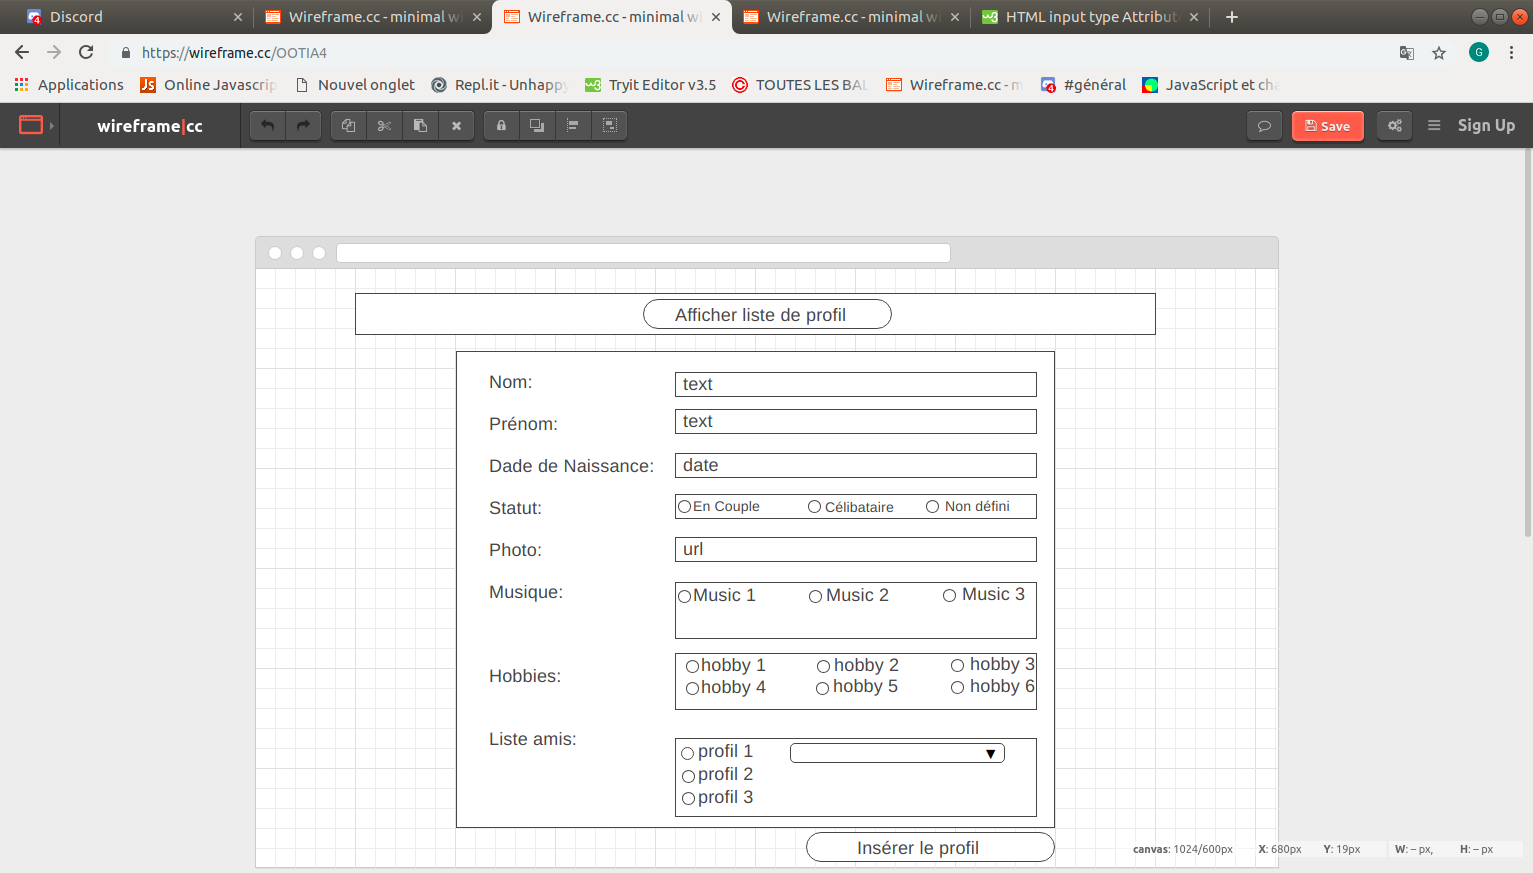 Discord
Wireframe.cc - minimal wi
Wireframe.cc - minimal wi
Wireframe.cc - minimal wi
HTML input type Attribut
https://wireframe.cc/OOTIA4
G
Applications
Online Javascrip
Nouvel onglet
Repl.it - Unhappy
Tryit Editor v3.5
TOUTES LES BAL
Wireframe.cc - m
#général
JavaScript et cha
wireframe|cc
Save
Sign Up
Afficher liste de profil
Nom: text
Prénom: text
Dade de Naissance: date
Statut: En Couple Célibataire Non défini
Photo: url
Musique: Music 1 Music 2 Music 3
Hobbies: hobby 1 hobby 2 hobby 3
hobby 4 hobby 5 hobby 6
Liste amis: profil 1
profil 2
profil 3
Insérer le profil
canvas: 1024/600px X: 680px Y: 19px W: – px, H: – px